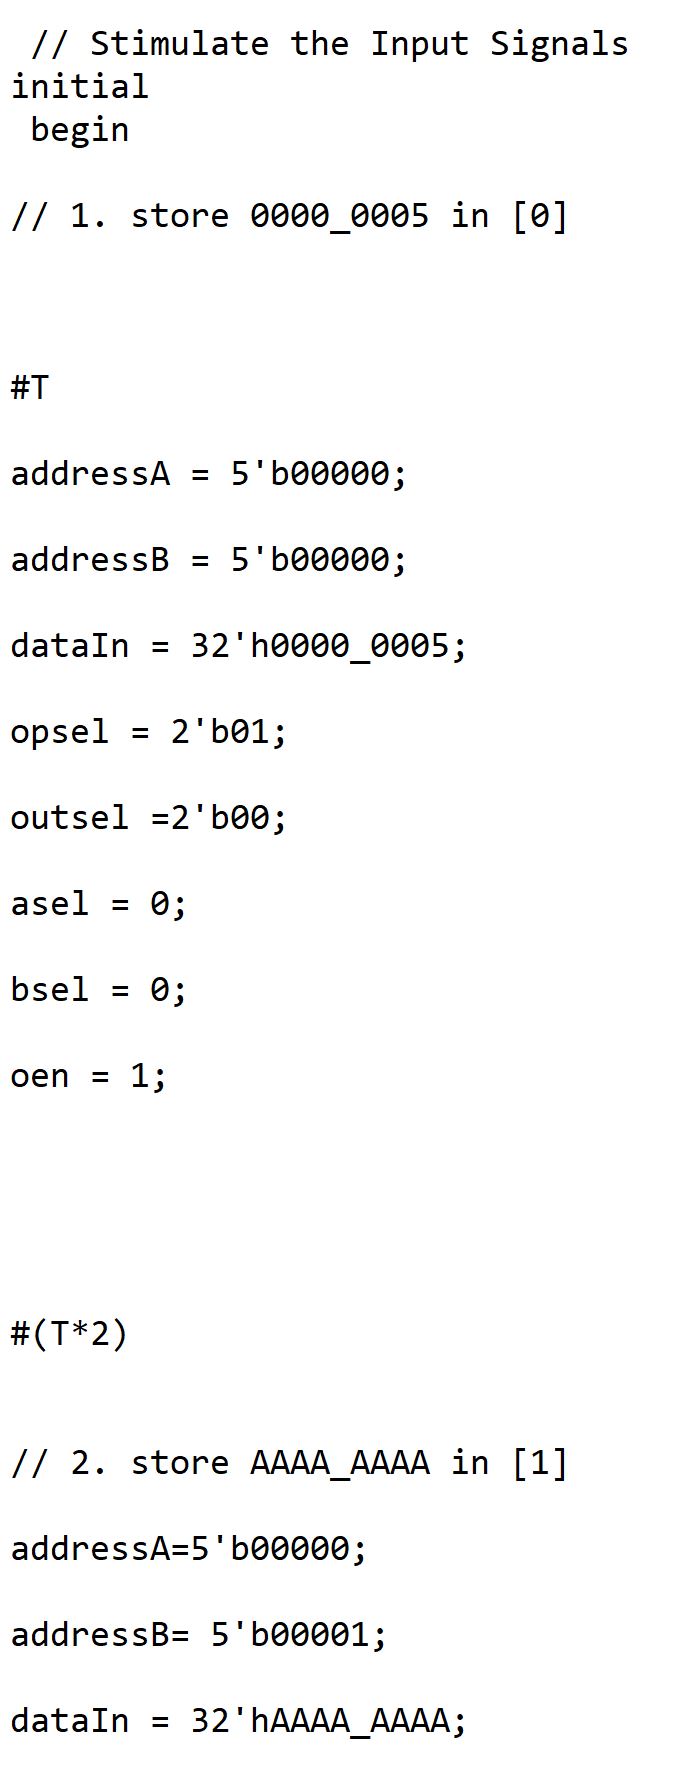 // Stimulate the Input Signals
initial
begin
// 1. store 0000_0005 in [0]
#T
addressA = 5'b00000;
addressB = 5'b00000;
dataIn = 32'h0000_0005;
opsel = 2'b01;
outsel =2'b00;
asel = 0;
bsel = 0;
oen = 1;
#(T*2)
// 2. store AAAA_AAAA in [1]
addressA=5'b00000;
addressB= 5'b00001;
dataIn = 32'hAAAA_AAAA;